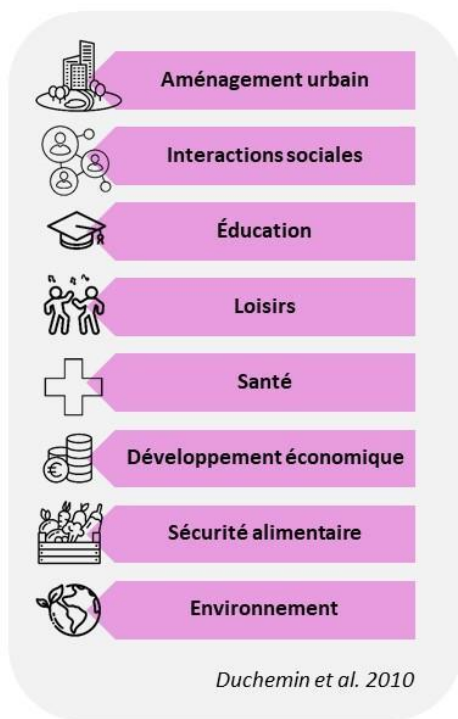 Aménagement urbain
Interactions sociales
Éducation
Loisirs
Santé
Développement économique
Sécurité alimentaire
Environnement
Duchemin et al. 2010